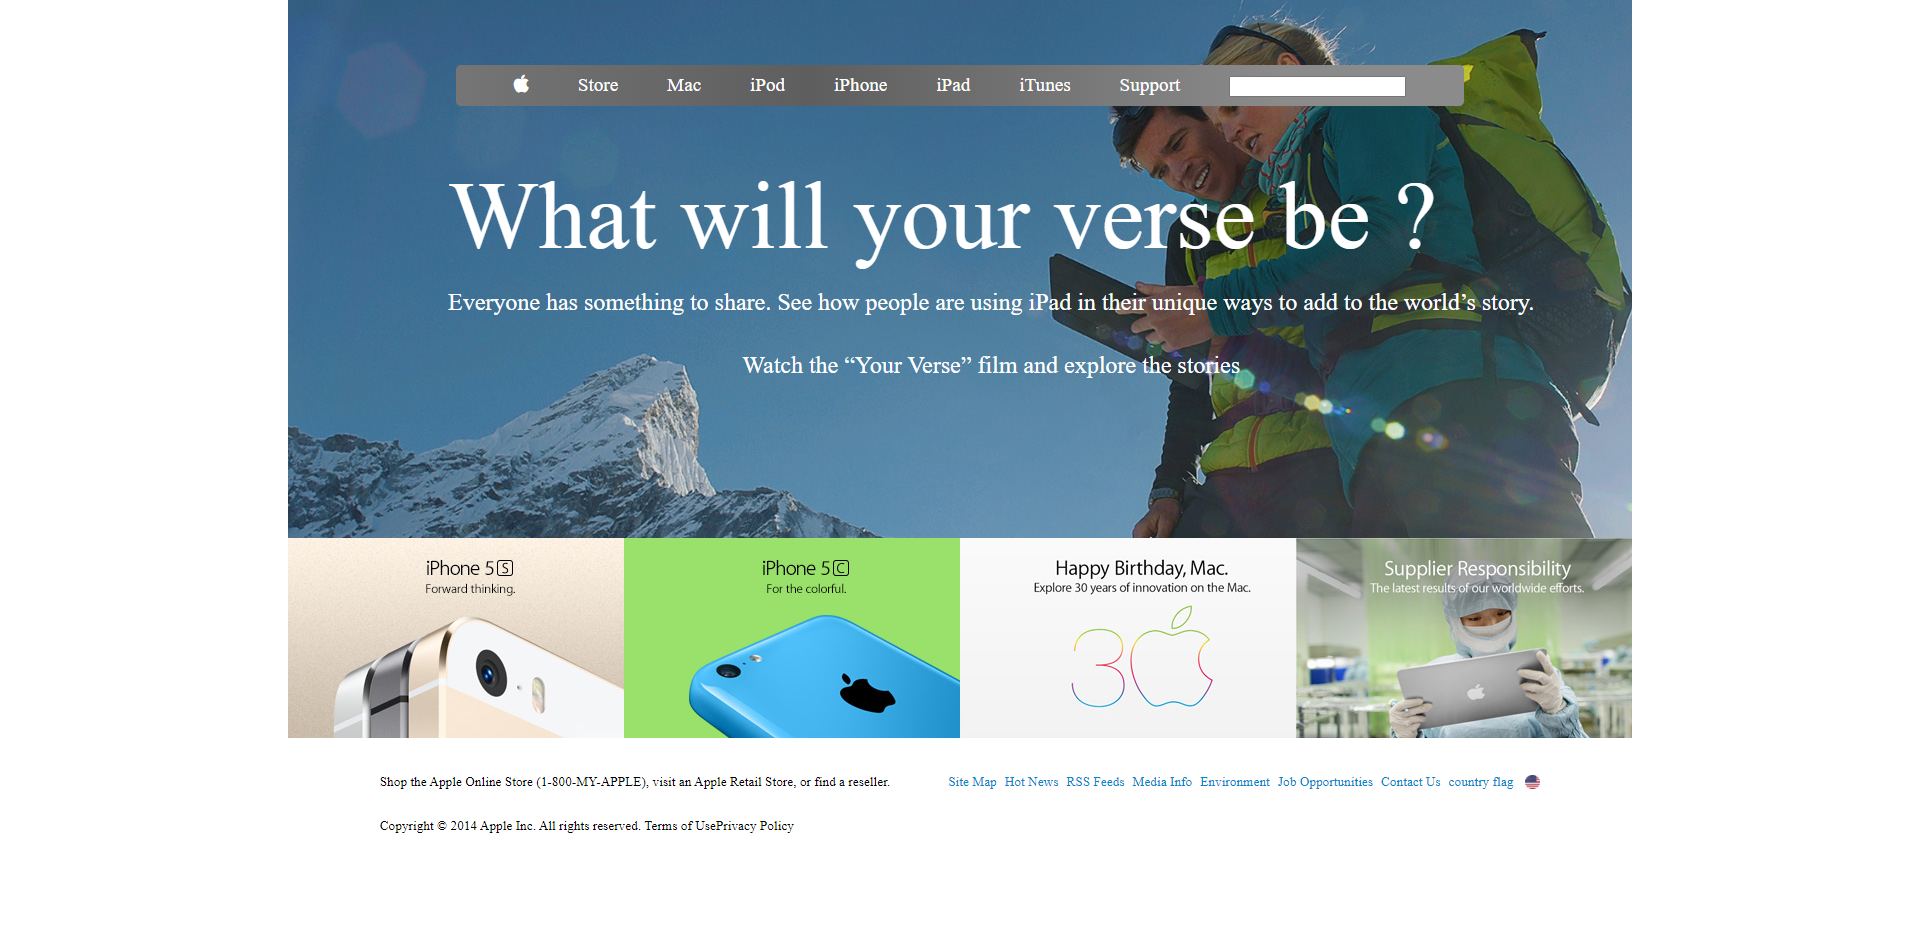 Store Mac iPod iPhone iPad iTunes Support
What will your verse be ?
Everyone has something to share. See how people are using iPad in their unique ways to add to the world’s story.
Watch the “Your Verse” film and explore the stories
iPhone 5S
Forward thinking.
iPhone 5C
For the colorful.
Happy Birthday, Mac.
Explore 30 years of innovation on the Mac.
30
Supplier Responsibility
The latest results of our worldwide efforts.
Shop the Apple Online Store (1-800-MY-APPLE), visit an Apple Retail Store, or find a reseller.
Site Map Hot News RSS Feeds Media Info Environment Job Opportunities Contact Us country flag
Copyright © 2014 Apple Inc. All rights reserved. Terms of UsePrivacy Policy